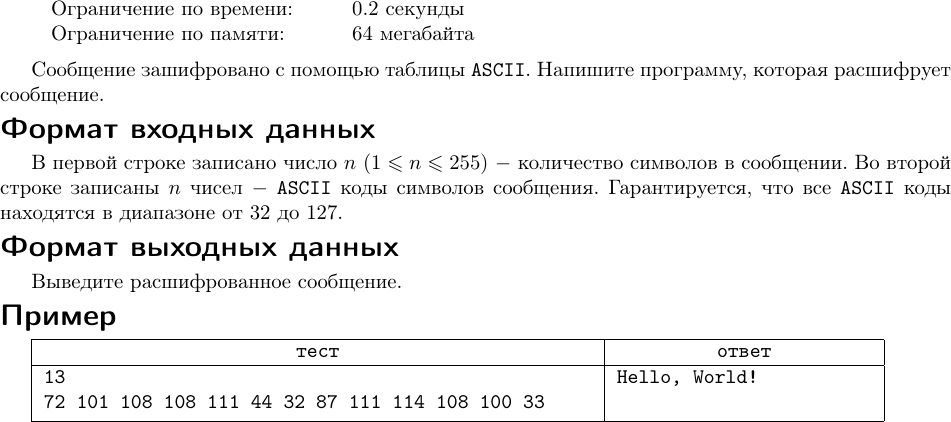 Ограничение по времени: 0.2 секунды
Ограничение по памяти: 64 мегабайта
Сообщение зашифровано с помощью таблицы ASCII. Напишите программу, которая расшифрует
сообщение.
Формат входных данных
В первой строке записано число n (1 ⩽ n ⩽ 255) − количество символов в сообщении. Во второй
строке записаны n чисел − ASCII коды символов сообщения. Гарантируется, что все ASCII коды
находятся в диапазоне от 32 до 127.
Формат выходных данных
Выведите расшифрованное сообщение.
Пример
тест ответ
13 Hello, World!
72 101 108 108 111 44 32 87 111 114 108 100 33